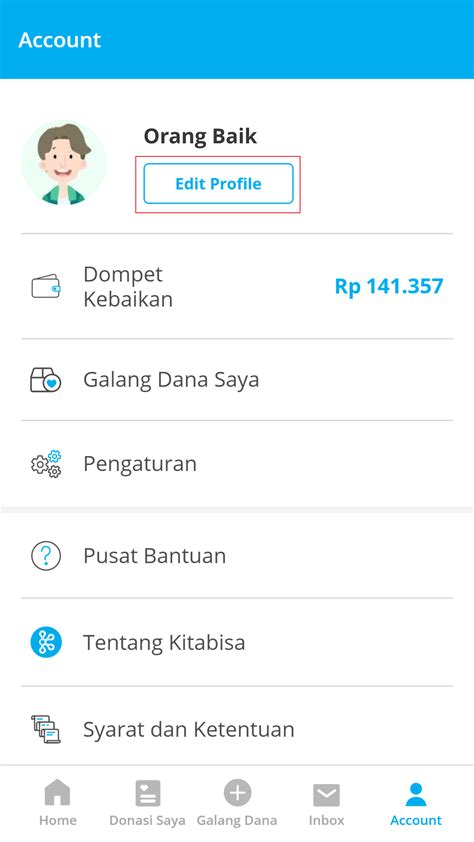 Account
Orang Baik
Edit Profile
Dompet
Kebaikan
Rp 141.357
Galang Dana Saya
Pengaturan
Pusat Bantuan
Tentang Kitabisa
Syarat dan Ketentuan
Home
Donasi Saya
Galang Dana
Inbox
Account